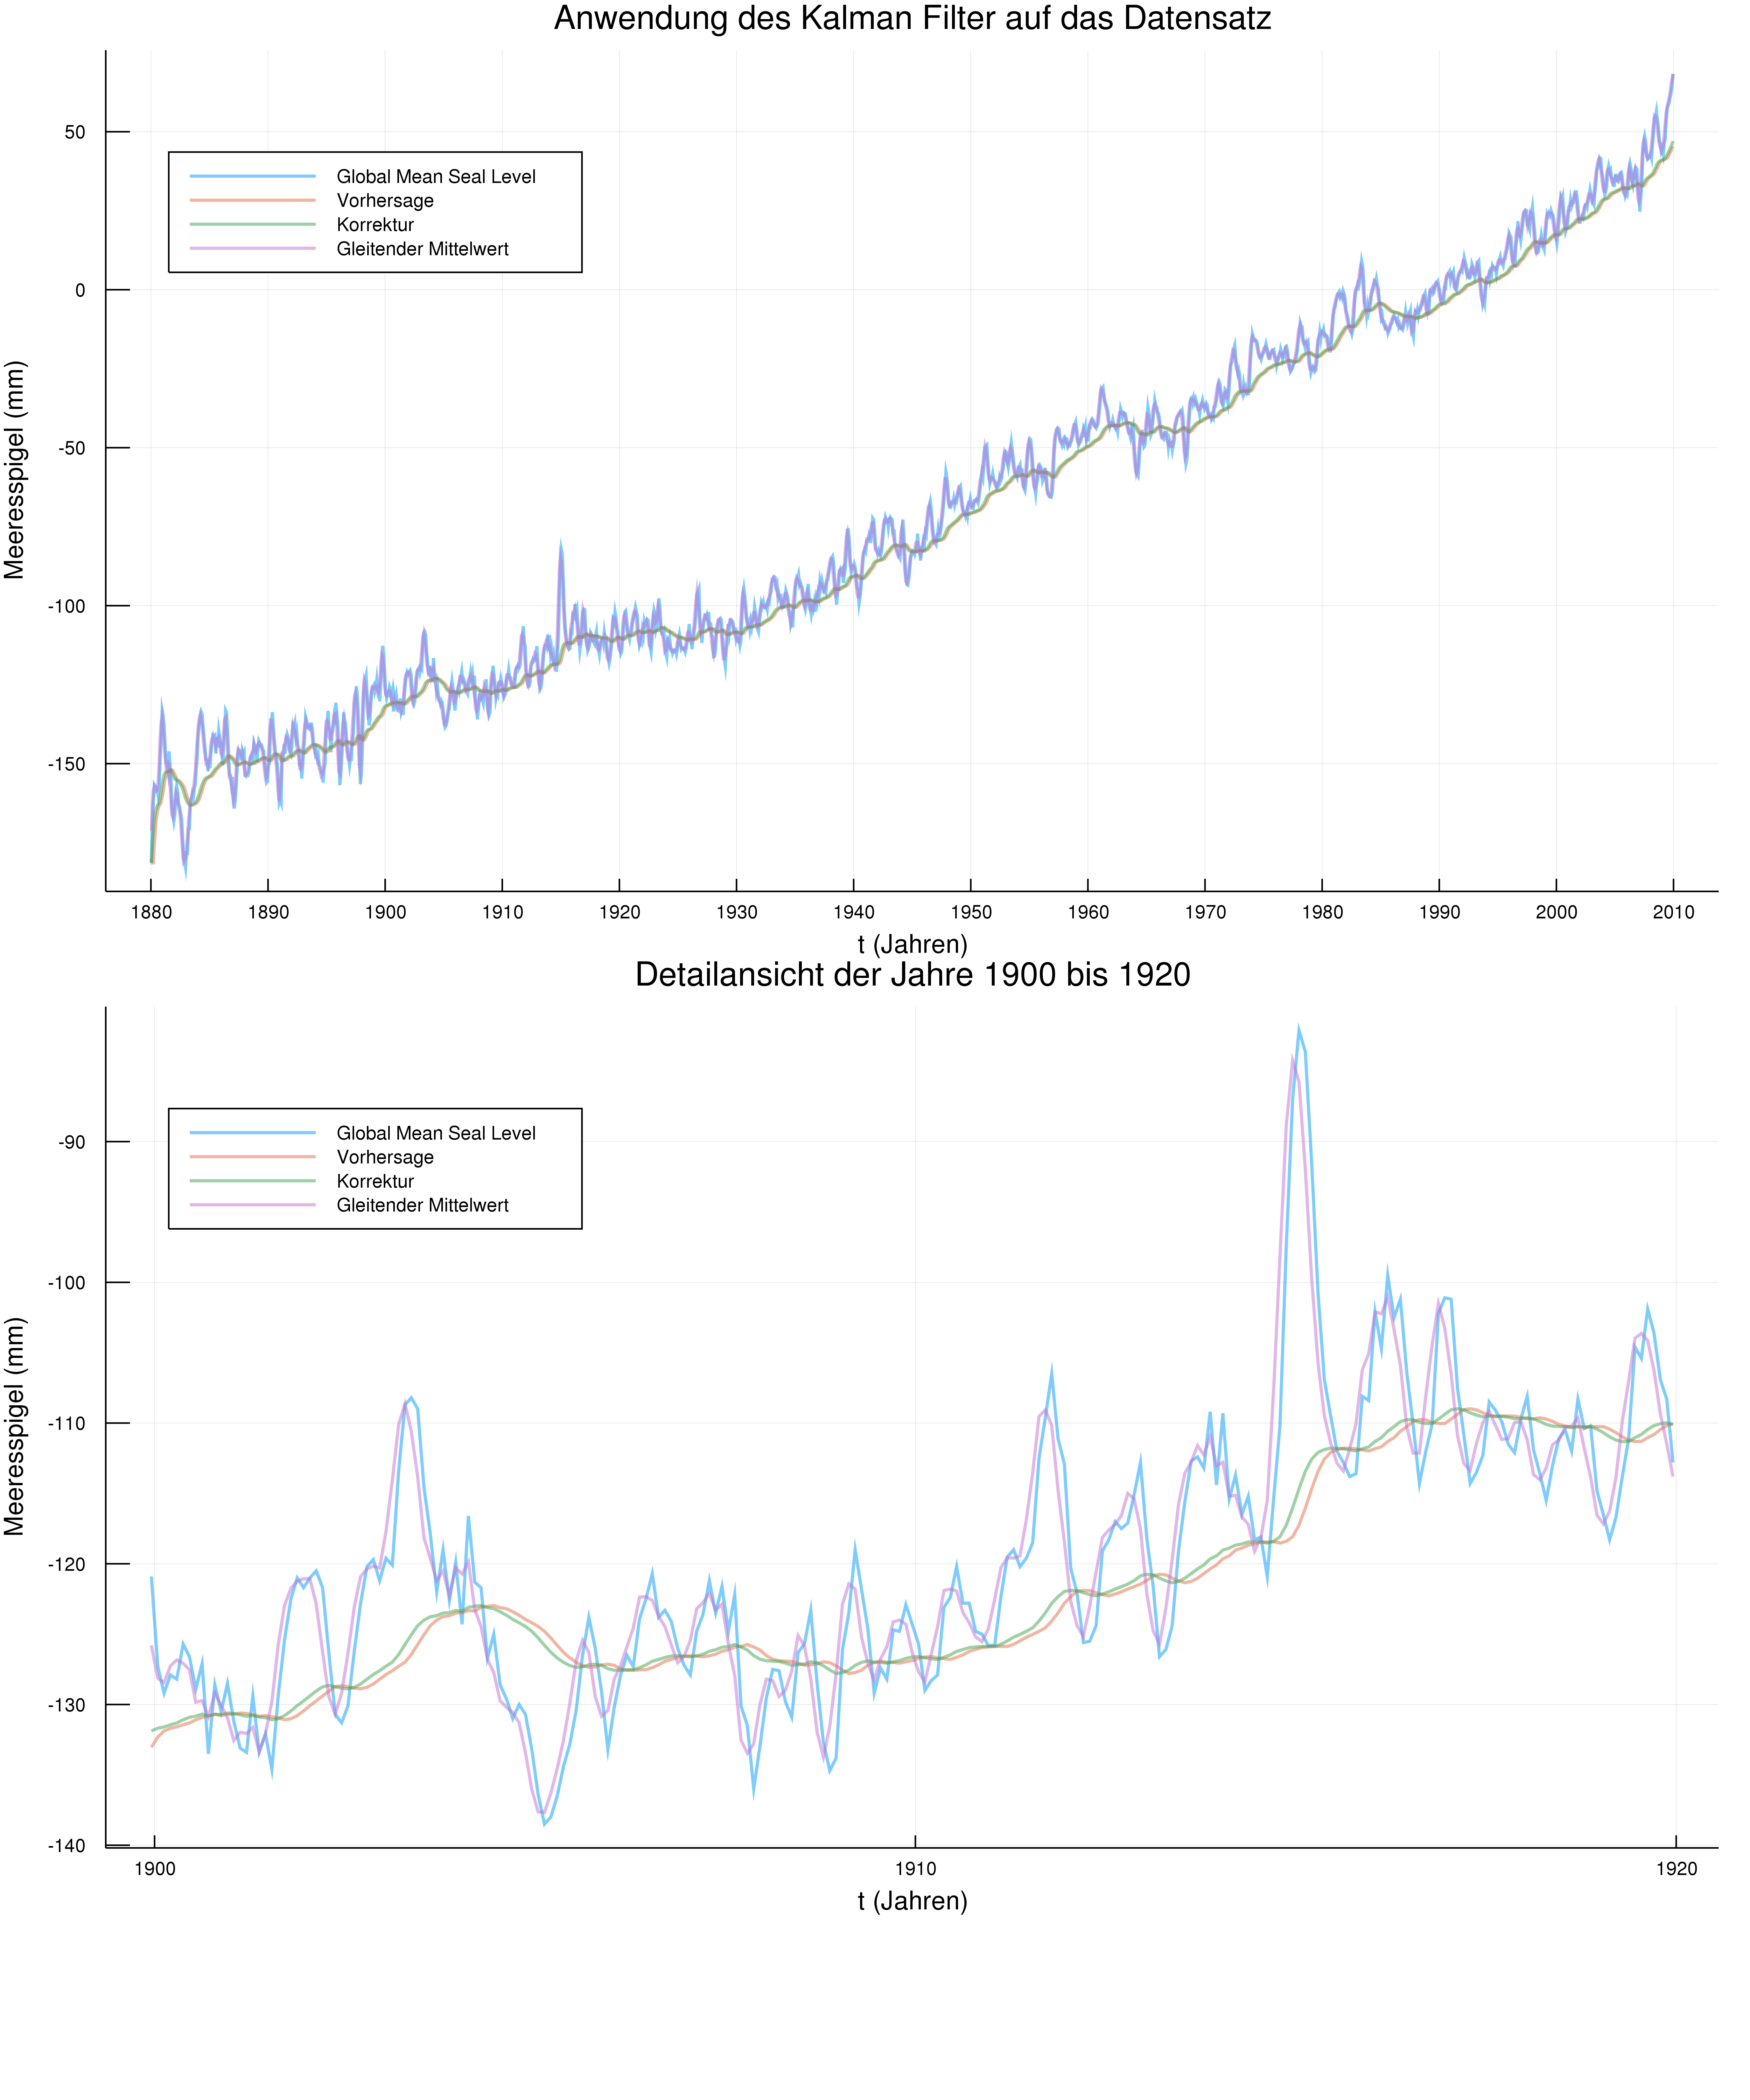 Anwendung des Kalman Filter auf das Datensatz
Meeresspigel (mm)
50
0
-50
-100
-150
Global Mean Seal Level
Vorhersage
Korrektur
Gleitender Mittelwert
1880 1890 1900 1910 1920 1930 1940 1950 1960 1970 1980 1990 2000 2010
t (Jahren)
Detailansicht der Jahre 1900 bis 1920
Meeresspigel (mm)
-90
-100
-110
-120
-130
-140
Global Mean Seal Level
Vorhersage
Korrektur
Gleitender Mittelwert
1900 1910 1920
t (Jahren)